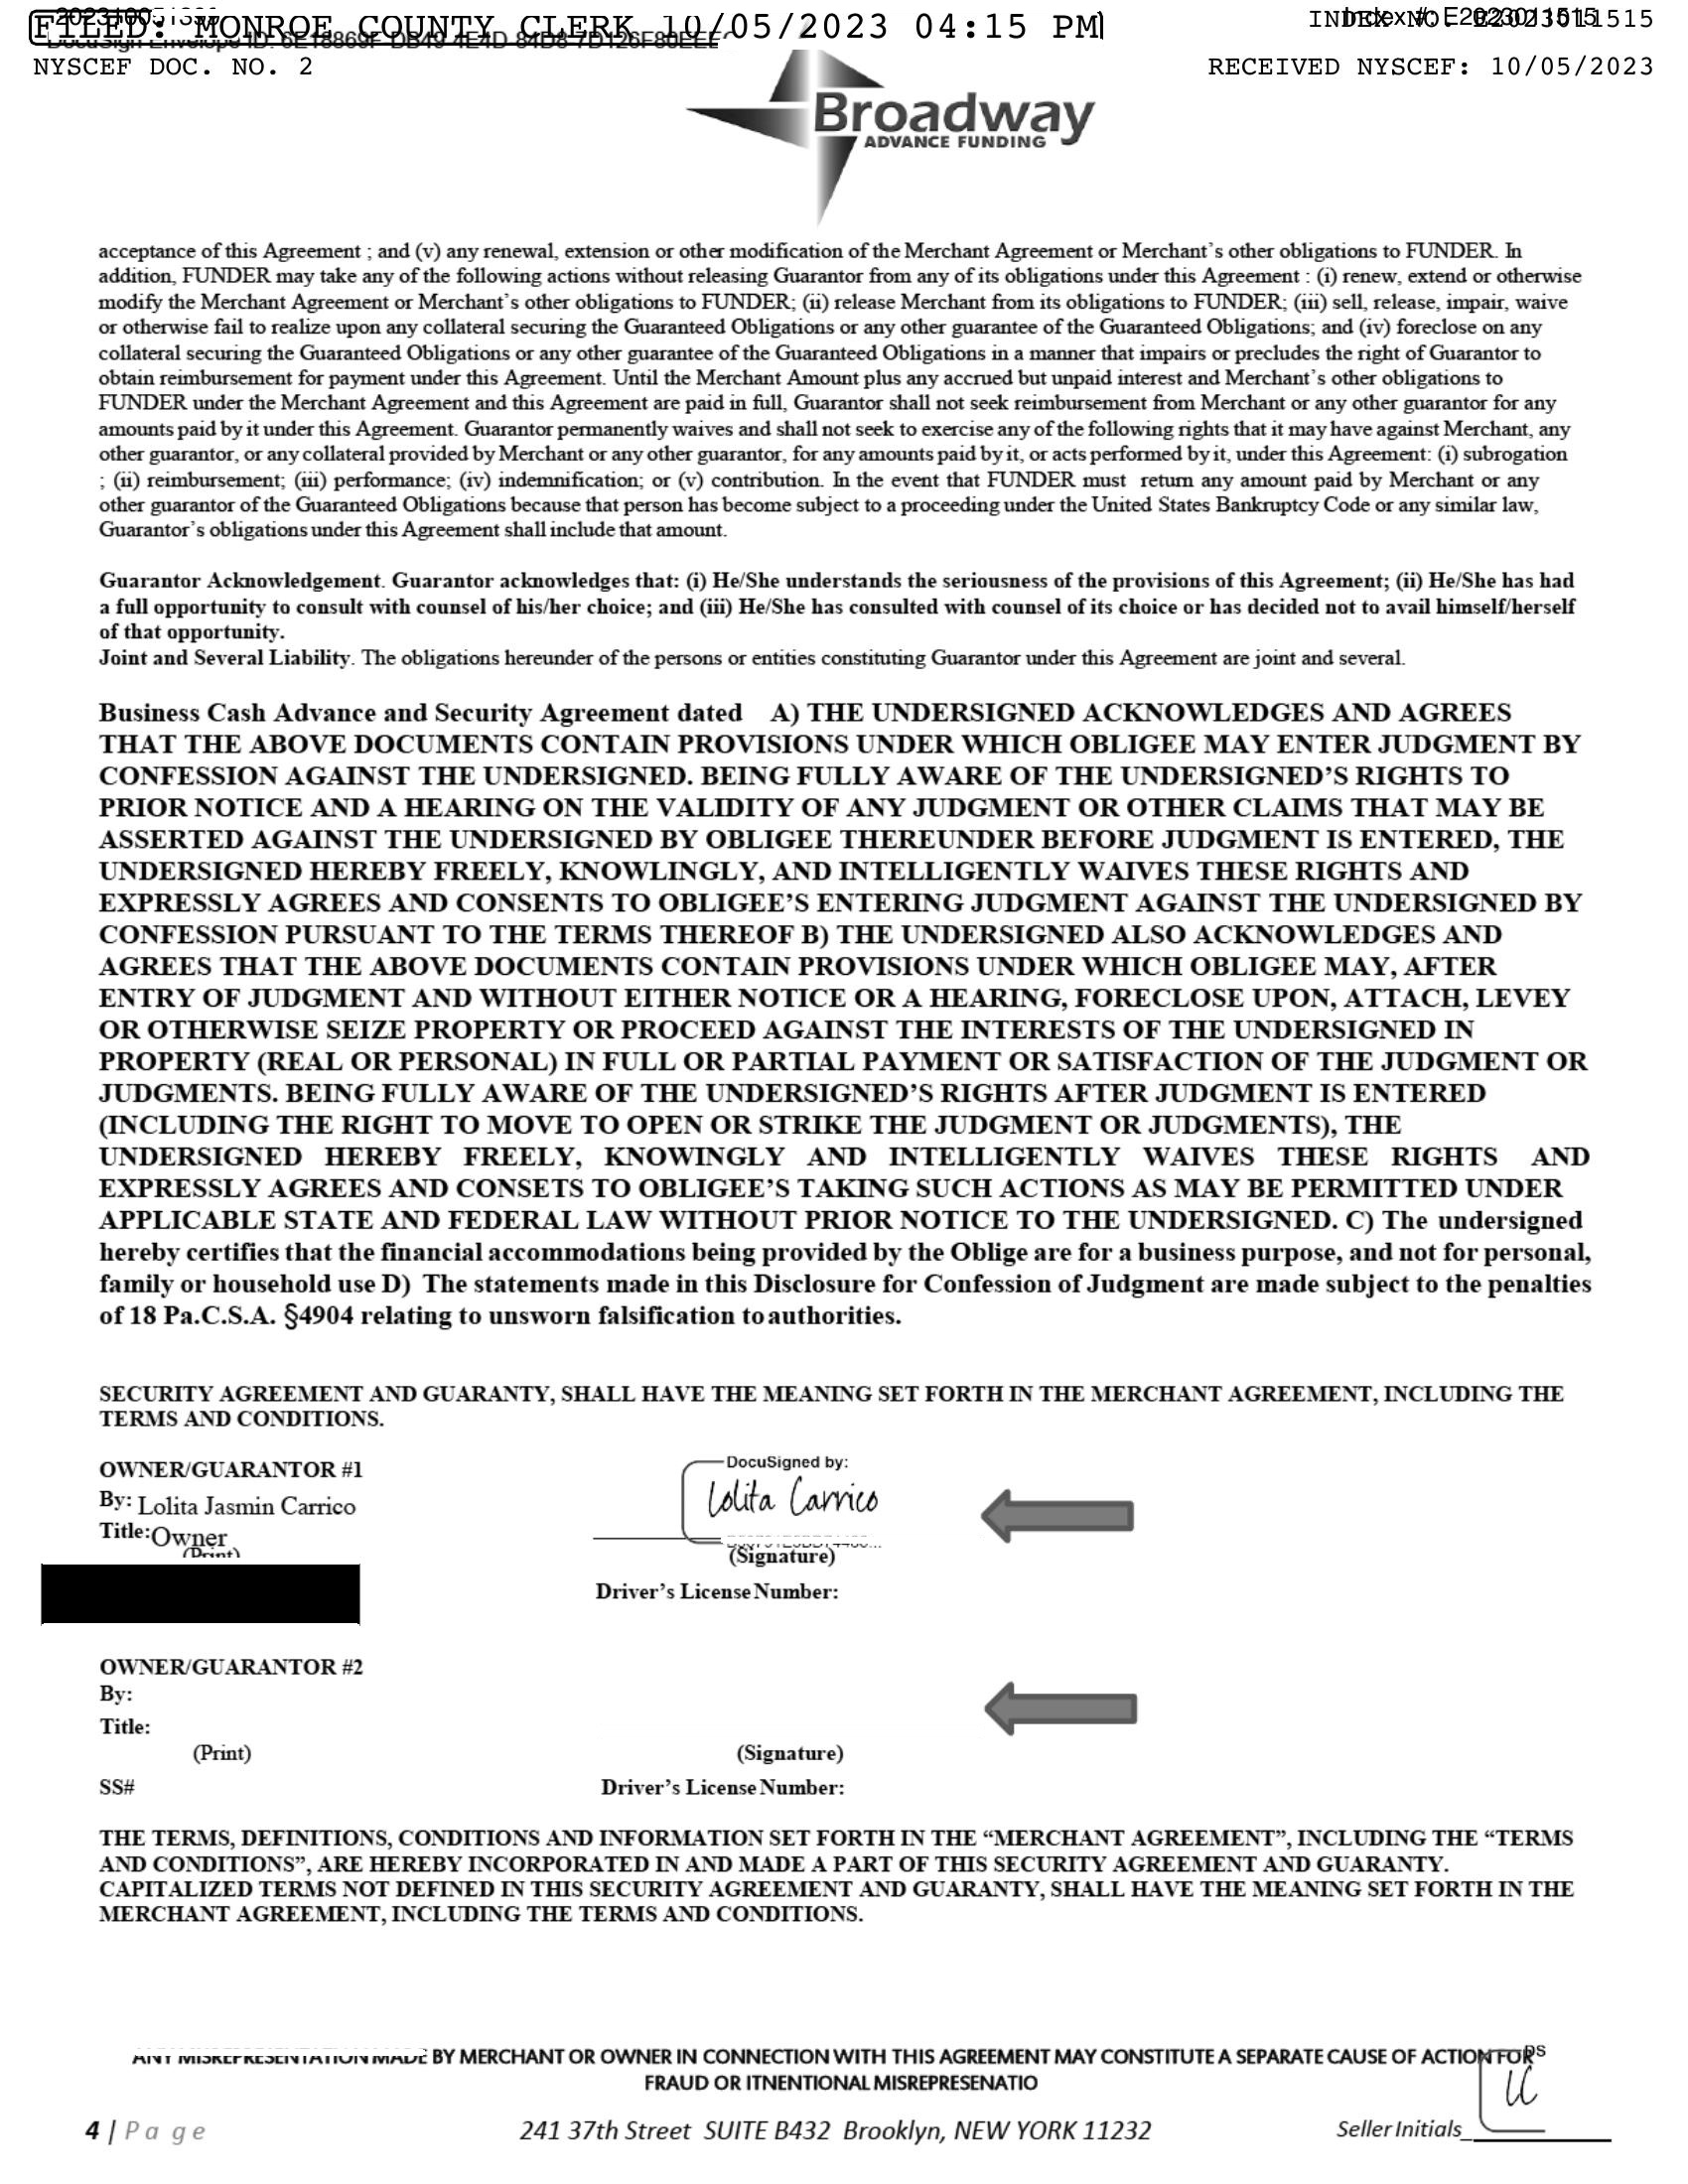 202310051330
FILED: MONROE COUNTY CLERK 10/05/2023 04:15 PM
INDEX NO. E2023011515
Index #: E2023011515
DocuSign Envelope ID:
NYSCEF DOC. NO. 2
RECEIVED NYSCEF: 10/05/2023
Broadway
ADVANCE FUNDING
acceptance of this Agreement ; and (v) any renewal, extension or other modification of the Merchant Agreement or Merchant's other obligations to FUNDER. In
addition, FUNDER may take any of the following actions without releasing Guarantor from any of its obligations under this Agreement : (i) renew, extend or otherwise
modify the Merchant Agreement or Merchant's other obligations to FUNDER; (ii) release Merchant from its obligations to FUNDER; (iii) sell, release, impair, waive
or otherwise fail to realize upon any collateral securing the Guaranteed Obligations or any other guarantee of the Guaranteed Obligations; and (iv) foreclose on any
collateral securing the Guaranteed Obligations or any other guarantee of the Guaranteed Obligations in a manner that impairs or precludes the right of Guarantor to
obtain reimbursement for payment under this Agreement. Until the Merchant Amount plus any accrued but unpaid interest and Merchant's other obligations to
FUNDER under the Merchant Agreement and this Agreement are paid in full, Guarantor shall not seek reimbursement from Merchant or any other guarantor for any
amounts paid by it under this Agreement. Guarantor permanently waives and shall not seek to exercise any of the following rights that it may have against Merchant, any
other guarantor, or any collateral provided by Merchant or any other guarantor, for any amounts paid by it, or acts performed by it, under this Agreement: (i) subrogation
; (ii) reimbursement; (iii) performance; (iv) indemnification; or (v) contribution. In the event that FUNDER must return any amount paid by Merchant or any
other guarantor of the Guaranteed Obligations because that person has become subject to a proceeding under the United States Bankruptcy Code or any similar law,
Guarantor's obligations under this Agreement shall include that amount.
Guarantor Acknowledgement. Guarantor acknowledges that: (i) He/She understands the seriousness of the provisions of this Agreement; (ii) He/She has had
a full opportunity to consult with counsel of his/her choice; and (iii) He/She has consulted with counsel of its choice or has decided not to avail himself/herself
of that opportunity.
Joint and Several Liability. The obligations hereunder of the persons or entities constituting Guarantor under this Agreement are joint and several.
Business Cash Advance and Security Agreement dated A) THE UNDERSIGNED ACKNOWLEDGES AND AGREES
THAT THE ABOVE DOCUMENTS CONTAIN PROVISIONS UNDER WHICH OBLIGEE MAY ENTER JUDGMENT BY
CONFESSION AGAINST THE UNDERSIGNED. BEING FULLY AWARE OF THE UNDERSIGNED'S RIGHTS TO
PRIOR NOTICE AND A HEARING ON THE VALIDITY OF ANY JUDGMENT OR OTHER CLAIMS THAT MAY BE
ASSERTED AGAINST THE UNDERSIGNED BY OBLIGEE THEREUNDER BEFORE JUDGMENT IS ENTERED, THE
UNDERSIGNED HEREBY FREELY, KNOWLINGLY, AND INTELLIGENTLY WAIVES THESE RIGHTS AND
EXPRESSLY AGREES AND CONSENTS TO OBLIGEE'S ENTERING JUDGMENT AGAINST THE UNDERSIGNED BY
CONFESSION PURSUANT TO THE TERMS THEREOF B) THE UNDERSIGNED ALSO ACKNOWLEDGES AND
AGREES THAT THE ABOVE DOCUMENTS CONTAIN PROVISIONS UNDER WHICH OBLIGEE MAY, AFTER
ENTRY OF JUDGMENT AND WITHOUT EITHER NOTICE OR A HEARING, FORECLOSE UPON, ATTACH, LEVEY
OR OTHERWISE SEIZE PROPERTY OR PROCEED AGAINST THE INTERESTS OF THE UNDERSIGNED IN
PROPERTY (REAL OR PERSONAL) IN FULL OR PARTIAL PAYMENT OR SATISFACTION OF THE JUDGMENT OR
JUDGMENTS. BEING FULLY AWARE OF THE UNDERSIGNED'S RIGHTS AFTER JUDGMENT IS ENTERED
(INCLUDING THE RIGHT TO MOVE TO OPEN OR STRIKE THE JUDGMENT OR JUDGMENTS), THE
UNDERSIGNED HEREBY FREELY, KNOWINGLY AND INTELLIGENTLY WAIVES THESE RIGHTS AND
EXPRESSLY AGREES AND CONSETS TO OBLIGEE'S TAKING SUCH ACTIONS AS MAY BE PERMITTED UNDER
APPLICABLE STATE AND FEDERAL LAW WITHOUT PRIOR NOTICE TO THE UNDERSIGNED. C) The undersigned
hereby certifies that the financial accommodations being provided by the Oblige are for a business purpose, and not for personal,
family or household use D) The statements made in this Disclosure for Confession of Judgment are made subject to the penalties
of 18 Pa.C.S.A. §4904 relating to unsworn falsification to authorities.
SECURITY AGREEMENT AND GUARANTY, SHALL HAVE THE MEANING SET FORTH IN THE MERCHANT AGREEMENT, INCLUDING THE
TERMS AND CONDITIONS.
OWNER/GUARANTOR #1
DocuSigned by:
By: Lolita Jasmin Carrico
Lolita Carrico
Title: Owner
(Print)
(Signature)
Driver's License Number:
OWNER/GUARANTOR #2
By:
Title:
(Print) (Signature)
SS# Driver's License Number:
THE TERMS, DEFINITIONS, CONDITIONS AND INFORMATION SET FORTH IN THE “MERCHANT AGREEMENT”, INCLUDING THE “TERMS
AND CONDITIONS”, ARE HEREBY INCORPORATED IN AND MADE A PART OF THIS SECURITY AGREEMENT AND GUARANTY.
CAPITALIZED TERMS NOT DEFINED IN THIS SECURITY AGREEMENT AND GUARANTY, SHALL HAVE THE MEANING SET FORTH IN THE
MERCHANT AGREEMENT, INCLUDING THE TERMS AND CONDITIONS.
ANY MISREPRESENTATION MADE BY MERCHANT OR OWNER IN CONNECTION WITH THIS AGREEMENT MAY CONSTITUTE A SEPARATE CAUSE OF ACTION FOR
DS
FRAUD OR ITNENTIONAL MISREPRESENATIO
LC
4 | Page 241 37th Street SUITE B432 Brooklyn, NEW YORK 11232 Seller Initials_